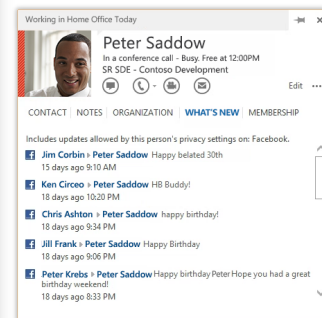 Working in Home Office Today
Peter Saddow
In a conference call - Busy. Free at 12:00PM
SR SDE - Contoso Development
Edit
CONTACT NOTES ORGANIZATION WHAT'S NEW MEMBERSHIP
Includes updates allowed by this person's privacy settings on: Facebook.
Jim Corbin Peter Saddow Happy belated 30th
15 days ago 9:10 AM
Ken Circeo Peter Saddow HB Buddy!
18 days ago 10:20 PM
Chris Ashton Peter Saddow happy birthday!
18 days ago 9:34 PM
Jill Frank Peter Saddow Happy Birthday
18 days ago 9:06 PM
Peter Krebs Peter Saddow Happy birthday Peter Hope you had a great
birthday weekend!
18 days ago 8:33 PM